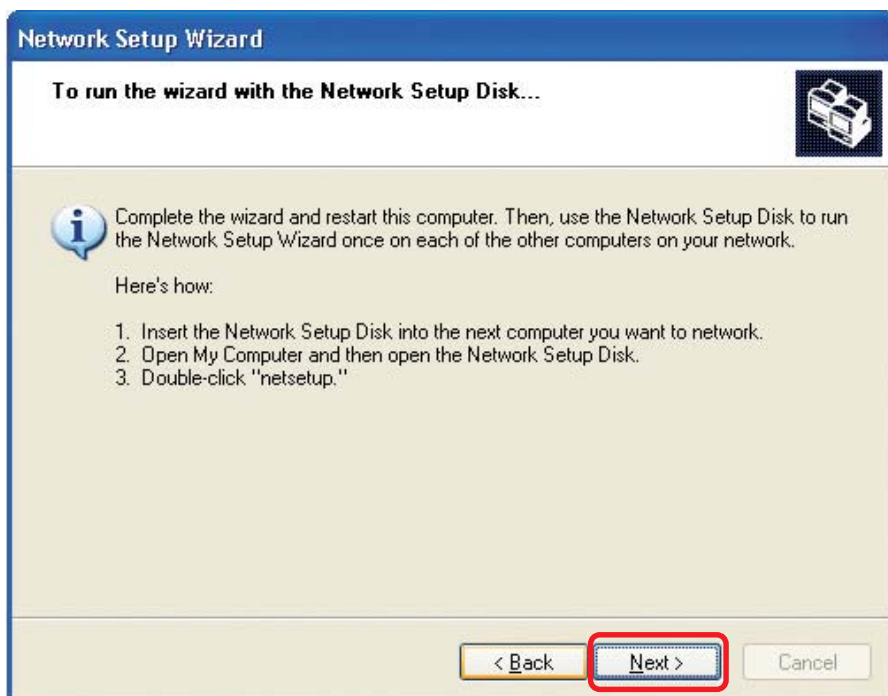 Network Setup Wizard
To run the wizard with the Network Setup Disk...
Complete the wizard and restart this computer. Then, use the Network Setup Disk to run
the Network Setup Wizard once on each of the other computers on your network.
Here's how:
1. Insert the Network Setup Disk into the next computer you want to network.
2. Open My Computer and then open the Network Setup Disk.
3. Double-click "netsetup."
< Back
Next >
Cancel